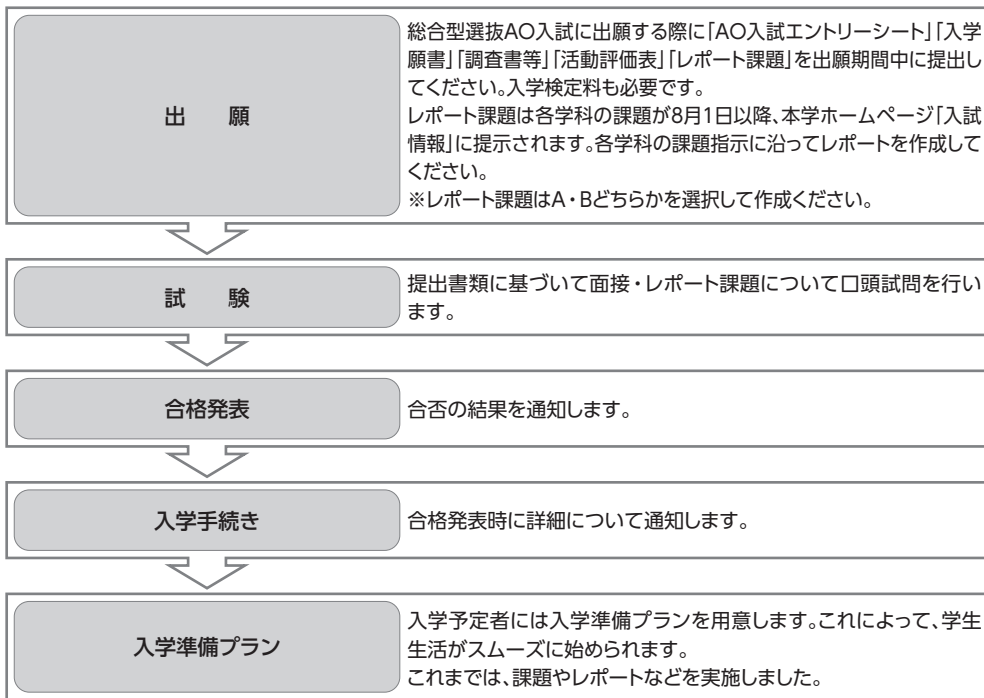 出　願
総合型選抜AO入試に出願する際に「AO入試エントリーシート」「入学
願書」「調査書等」「活動評価表」「レポート課題」を出願期間中に提出し
てください。入学検定料も必要です。
レポート課題は各学科の課題が8月1日以降、本学ホームページ「入試
情報」に提示されます。各学科の課題指示に沿ってレポートを作成して
ください。
※レポート課題はA・Bどちらかを選択して作成ください。
試　験
提出書類に基づいて面接・レポート課題について口頭試問を行い
ます。
合格発表
合否の結果を通知します。
入学手続き
合格発表時に詳細について通知します。
入学準備プラン
入学予定者には入学準備プランを用意します。これによって、学生
生活がスムーズに始められます。
これまでは、課題やレポートなどを実施しました。